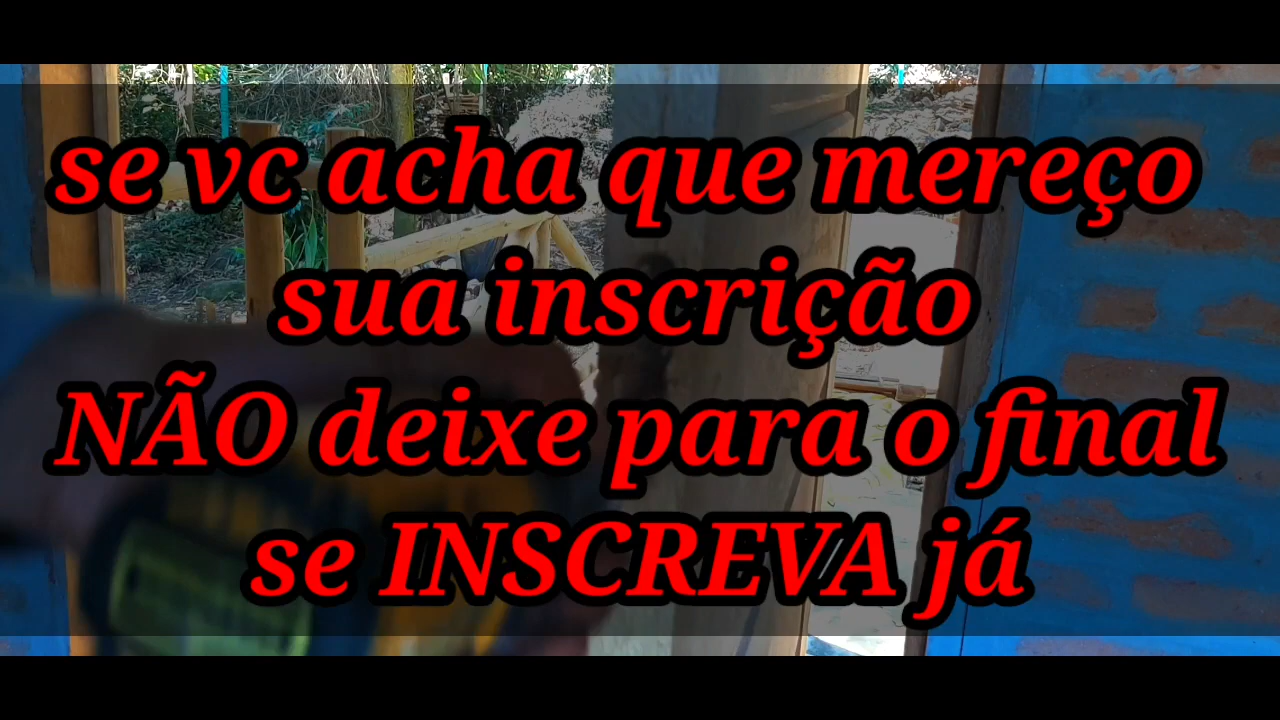 se vc acha que mereço
sua inscrição
NÃO deixe para o final
se INSCREVA já